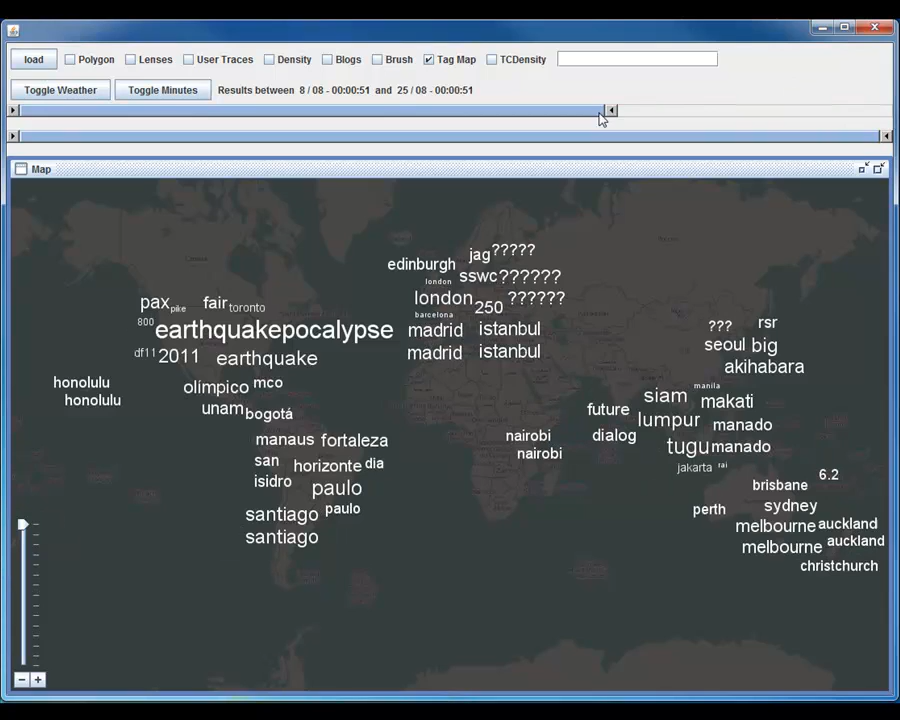 load Polygon Lenses User Traces Density Blogs Brush Tag Map TCDensity
Toggle Weather Toggle Minutes Results between 8 / 08 - 00:00:51 and 25 / 08 - 00:00:51
Map
jag ?????
edinburgh
sswc ??????
london
london 250 ??????
pax pike fair toronto
barcelona
800 earthquakepocalypse madrid istanbul
??? rsr
df11 2011 earthquake madrid istanbul
seoul big
akihabara
honolulu olimpico mco
manila
honolulu
siam makati
unam bogotá
future lumpur manado
manaus fortaleza
nairobi dialog tugu manado
nairobi
san horizonte dia
jakarta rai
isidro paulo
6.2
brisbane
santiago paulo
perth sydney
santiago
melbourne auckland
melbourne auckland
christchurch